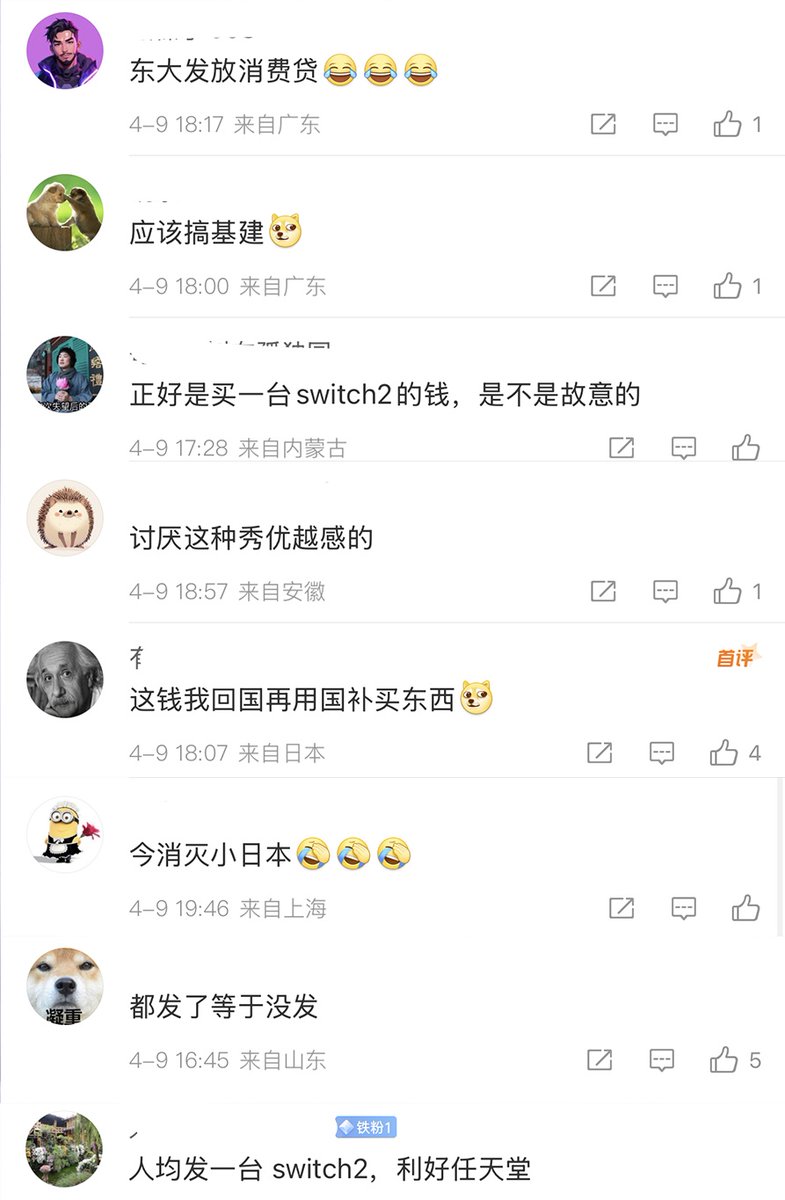 东大发放消费贷😂😂😂
4-9 18:17 来自广东
1
应该搞基建
4-9 18:00 来自广东
1
正好是买一台switch2的钱，是不是故意的
4-9 17:28 来自内蒙古
讨厌这种秀优越感的
4-9 18:57 来自安徽
1
首评
这钱我回国再用国补买东西
4-9 18:07 来自日本
4
今消灭小日本🤣🤣🤣
4-9 19:46 来自上海
凝重
都发了等于没发
4-9 16:45 来自山东
5
铁粉1
人均发一台 switch2，利好任天堂